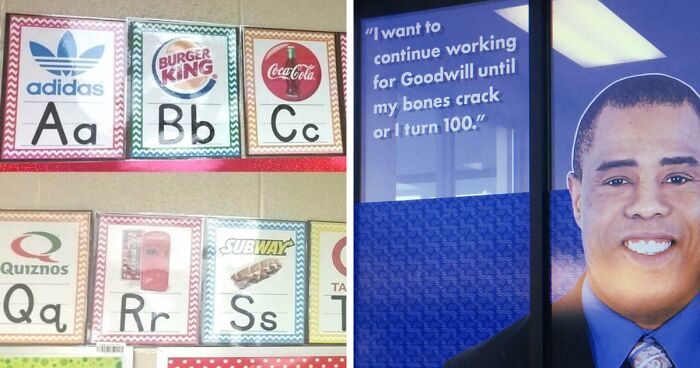 adidas
Aa
BURGER
KING
Bb
Coca-Cola
Cc
QUIZNOS
Qq
Rr
SUBWAY
Ss
TA
T
"I want to
continue working
for Goodwill until
my bones crack
or I turn 100."